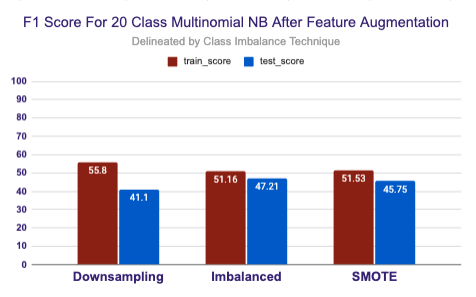 F1 Score For 20 Class Multinomial NB After Feature Augmentation
Delineated by Class Imbalance Technique
train_score test_score
100
90
80
70
60
50
40
30
20
10
0
55.8 41.1 51.16 47.21 51.53 45.75
Downsampling Imbalanced SMOTE